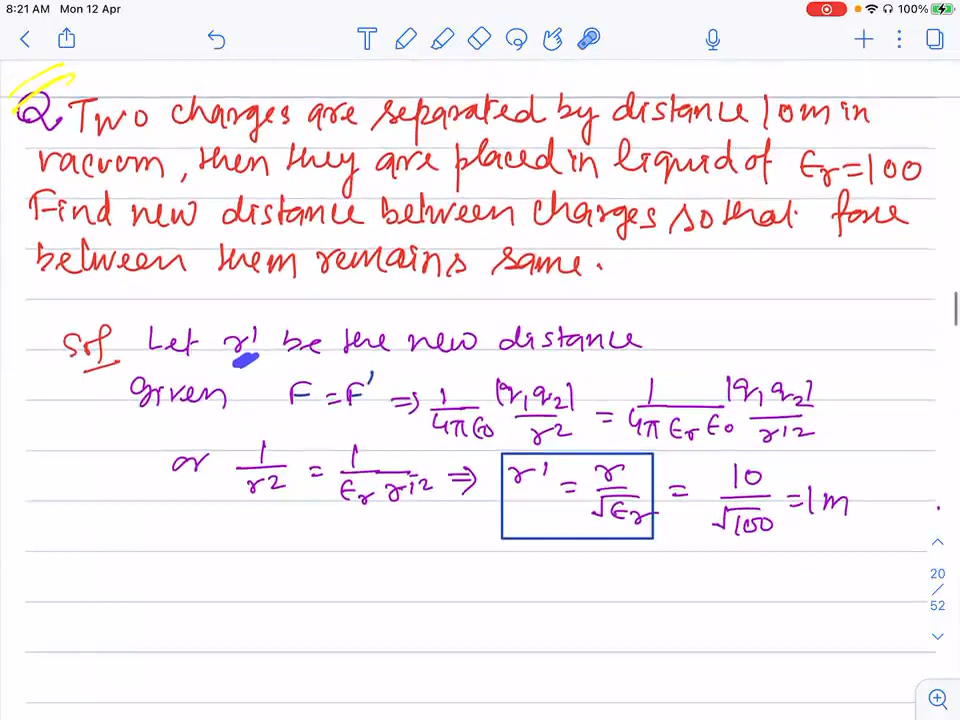 8:21 AM Mon 12 Apr
100%
Q Two charges are separated by distance 10m in
vacuum, then they are placed in liquid of εr=100
Find new distance between charges so that force
between them remains same.
Sol Let r' be the new distance
Given F = F' ⇒ 1/4πε0 |q1q2|/r2 = 1/4πεrε0 |q1q2|/r'2
or 1/r2 = 1/εr r'2 ⇒ r' = r/√εr = 10/√100 = 1m
20
/
52